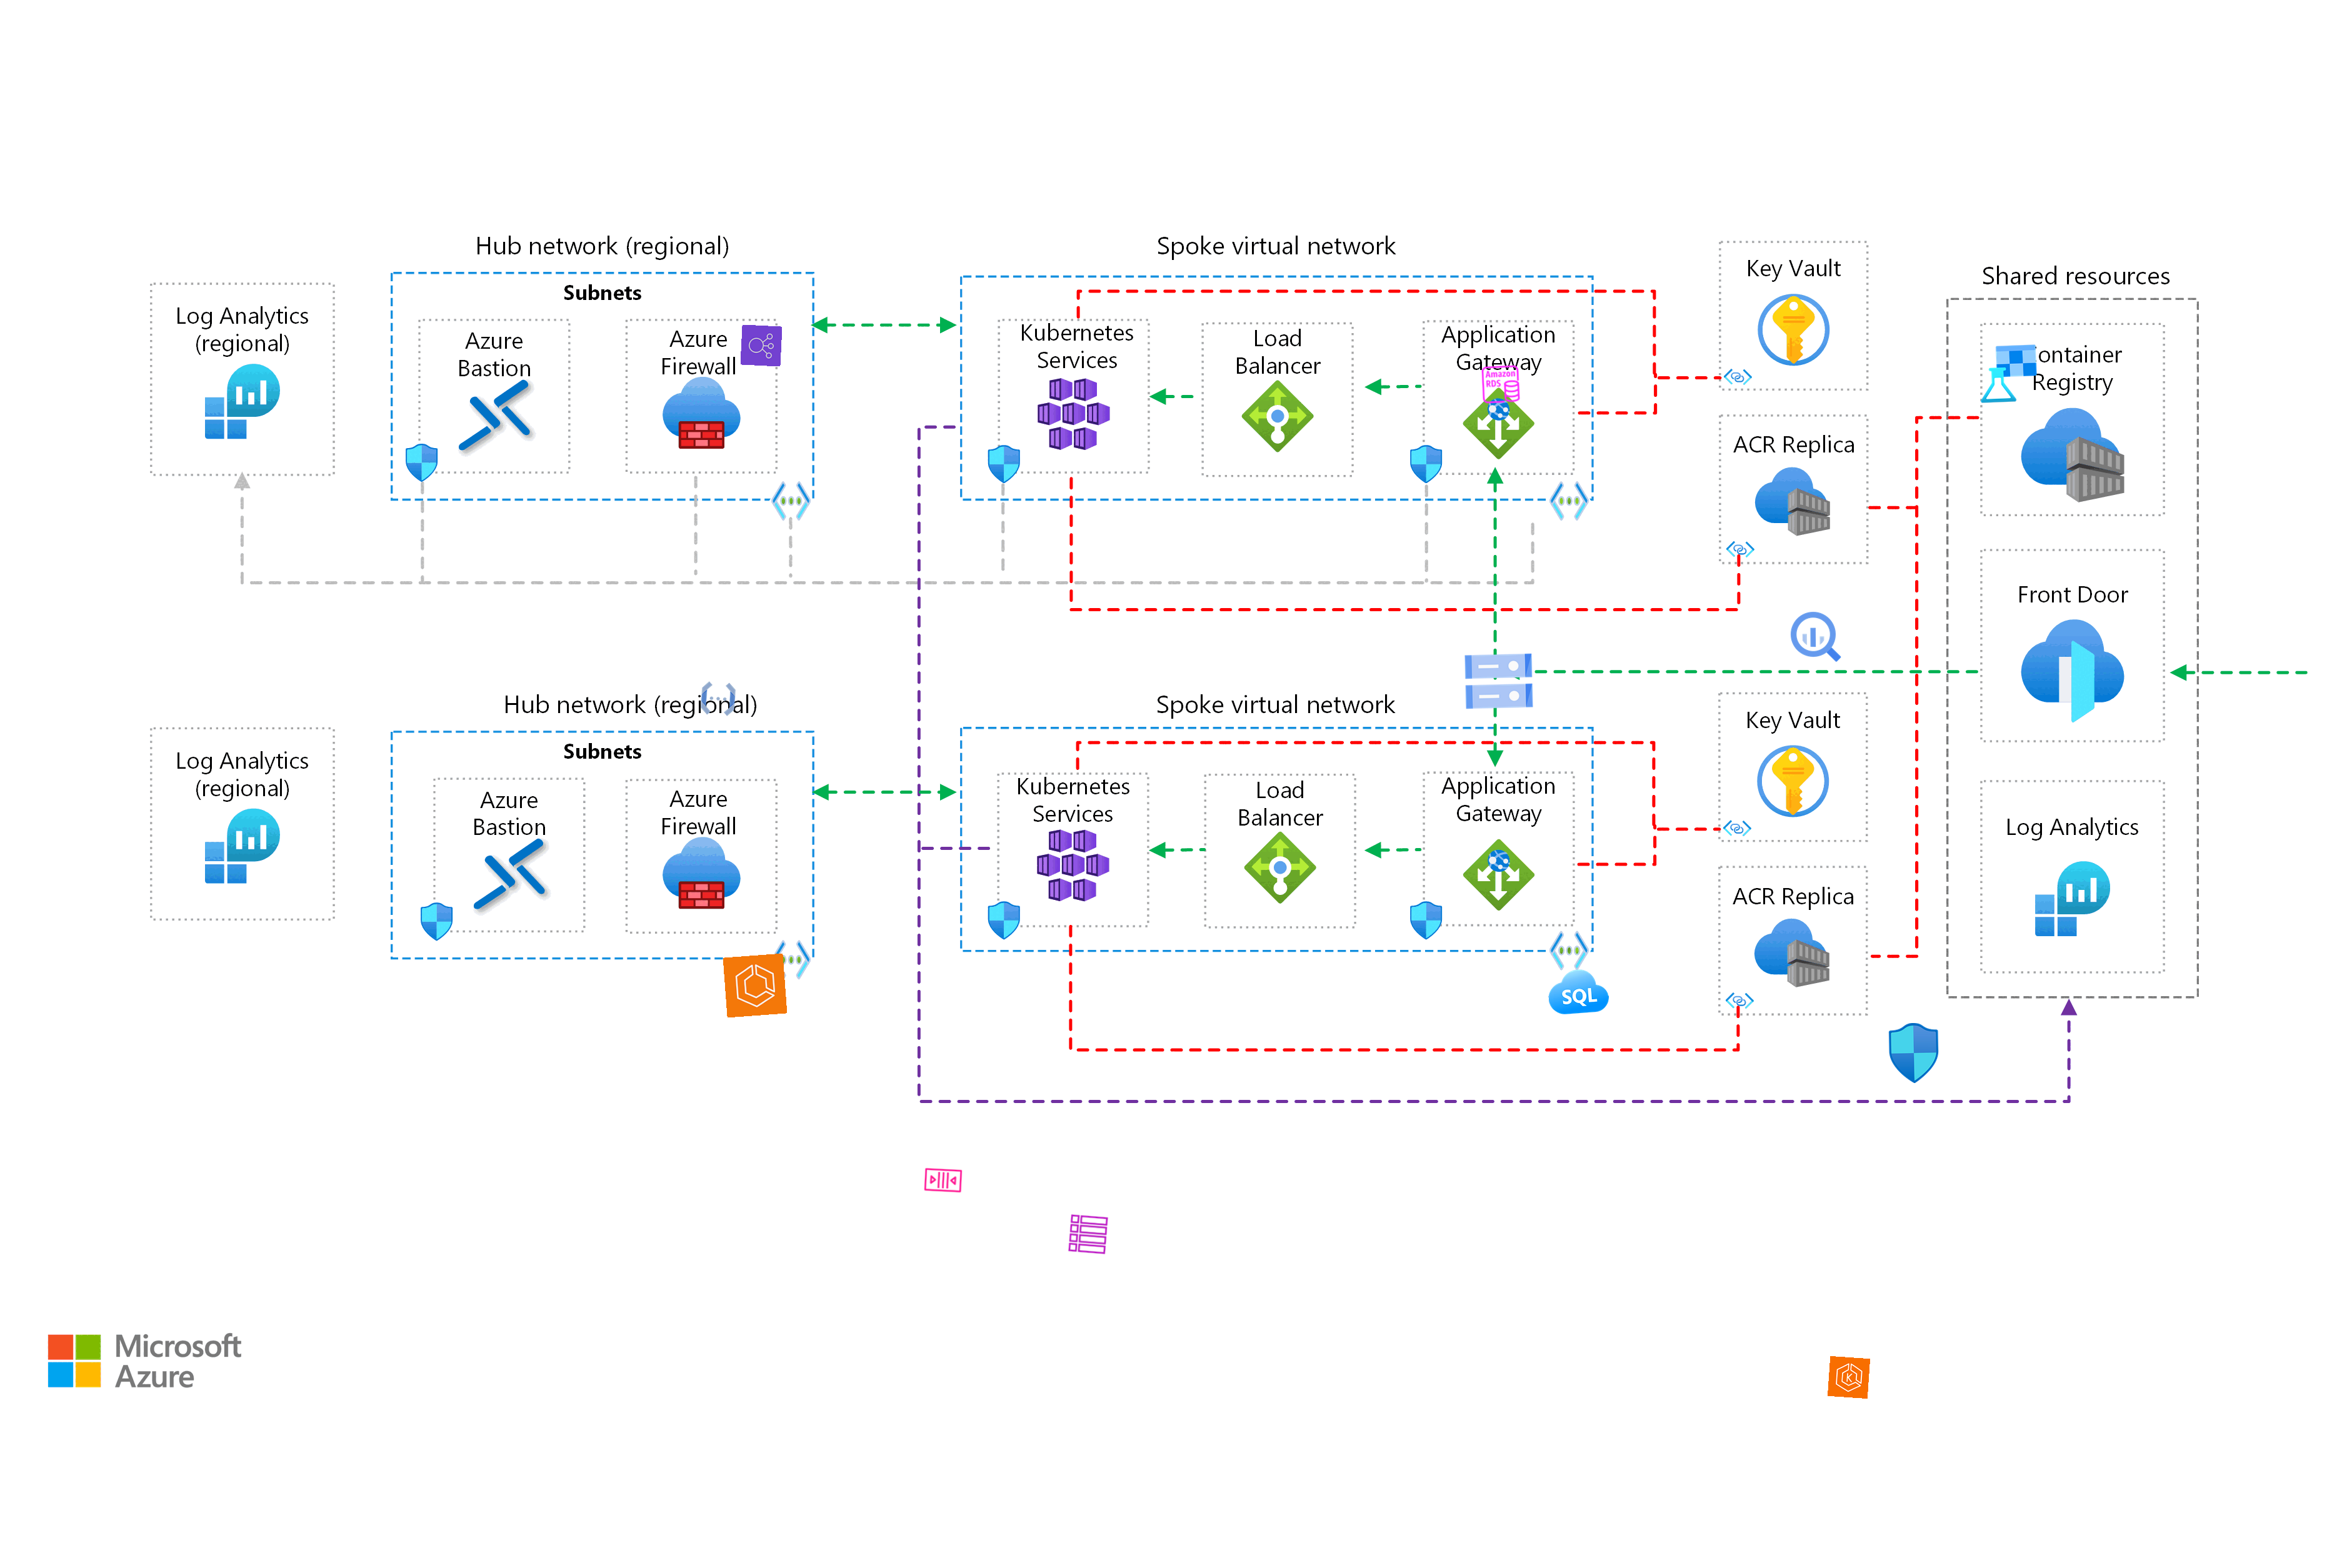 Hub network (regional)
Spoke virtual network
Shared resources
Log Analytics
(regional)
Subnets
Azure
Bastion
Azure
Firewall
Kubernetes
Services
Load
Balancer
Application
Gateway
Amazon
RDS
Key Vault
ACR Replica
ontainer
Registry
Front Door
Log Analytics
Hub network (regional)
Spoke virtual network
Log Analytics
(regional)
Subnets
Azure
Bastion
Azure
Firewall
Kubernetes
Services
Load
Balancer
Application
Gateway
Key Vault
ACR Replica
SQL
K
Microsoft
Azure